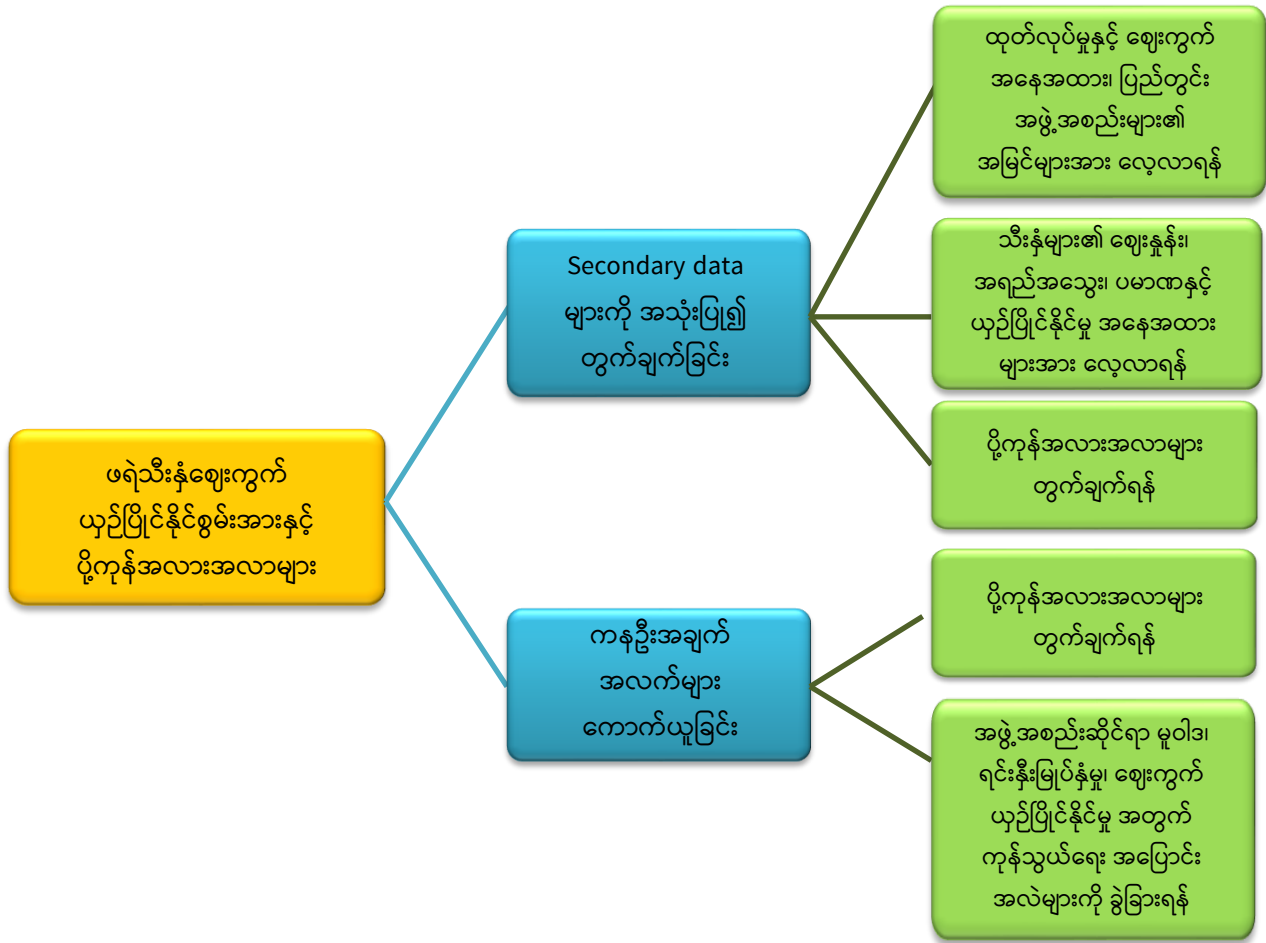 ဖရဲသီးနှံဈေးကွက်
ယှဉ်ပြိုင်နိုင်စွမ်းအားနှင့်
ပို့ကုန်အလားအလာများ
Secondary data
များကို အသုံးပြု၍
တွက်ချက်ခြင်း
ထုတ်လုပ်မှုနှင့် ဈေးကွက်
အနေအထား၊ ပြည်တွင်း
အဖွဲ့အစည်းများ၏
အမြင်များအား လေ့လာရန်
သီးနှံများ၏ ဈေးနှုန်း၊
အရည်အသွေး၊ ပမာဏနှင့်
ယှဉ်ပြိုင်နိုင်မှု အနေအထား
များအား လေ့လာရန်
ပို့ကုန်အလားအလာများ
တွက်ချက်ရန်
ကနဦးအချက်
အလက်များ
ကောက်ယူခြင်း
ပို့ကုန်အလားအလာများ
တွက်ချက်ရန်
အဖွဲ့အစည်းဆိုင်ရာ မူဝါဒ၊
ရင်းနှီးမြုပ်နှံမှု၊ ဈေးကွက်
ယှဉ်ပြိုင်နိုင်မှု အတွက်
ကုန်သွယ်ရေး အပြောင်း
အလဲများကို ခွဲခြားရန်